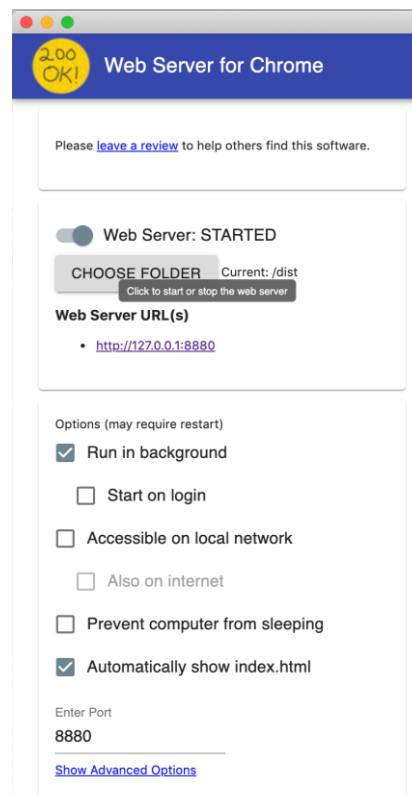 200
OK!
Web Server for Chrome
Please leave a review to help others find this software.
Web Server: STARTED
CHOOSE FOLDER Current: /dist
Click to start or stop the web server
Web Server URL(s)
• http://127.0.0.1:8880
Options (may require restart)
Run in background
Start on login
Accessible on local network
Also on internet
Prevent computer from sleeping
Automatically show index.html
Enter Port
8880
Show Advanced Options